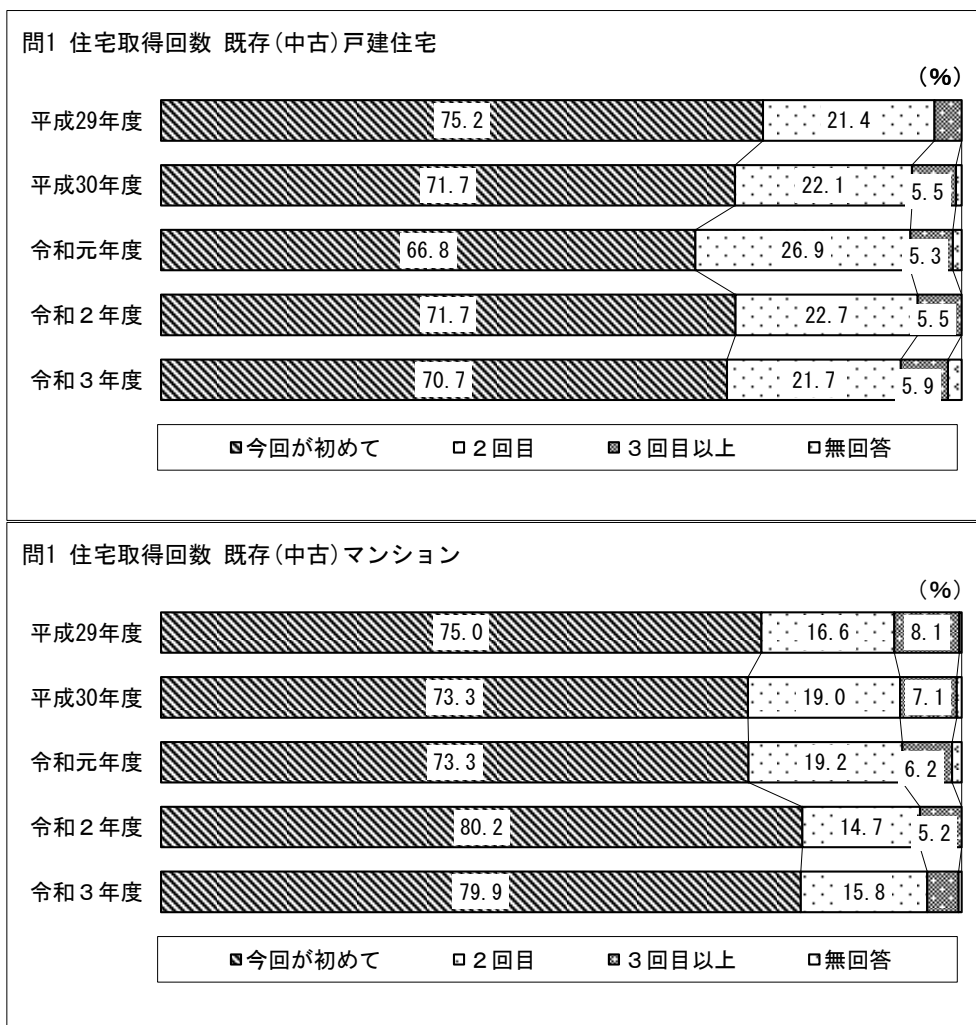 問1 住宅取得回数 既存(中古)戸建住宅
(%)
平成29年度 75.2 21.4
平成30年度 71.7 22.1 5.5
令和元年度 66.8 26.9 5.3
令和２年度 71.7 22.7 5.5
令和３年度 70.7 21.7 5.9
今回が初めて ２回目 ３回目以上 無回答
問1 住宅取得回数 既存(中古)マンション
(%)
平成29年度 75.0 16.6 8.1
平成30年度 73.3 19.0 7.1
令和元年度 73.3 19.2 6.2
令和２年度 80.2 14.7 5.2
令和３年度 79.9 15.8
今回が初めて ２回目 ３回目以上 無回答